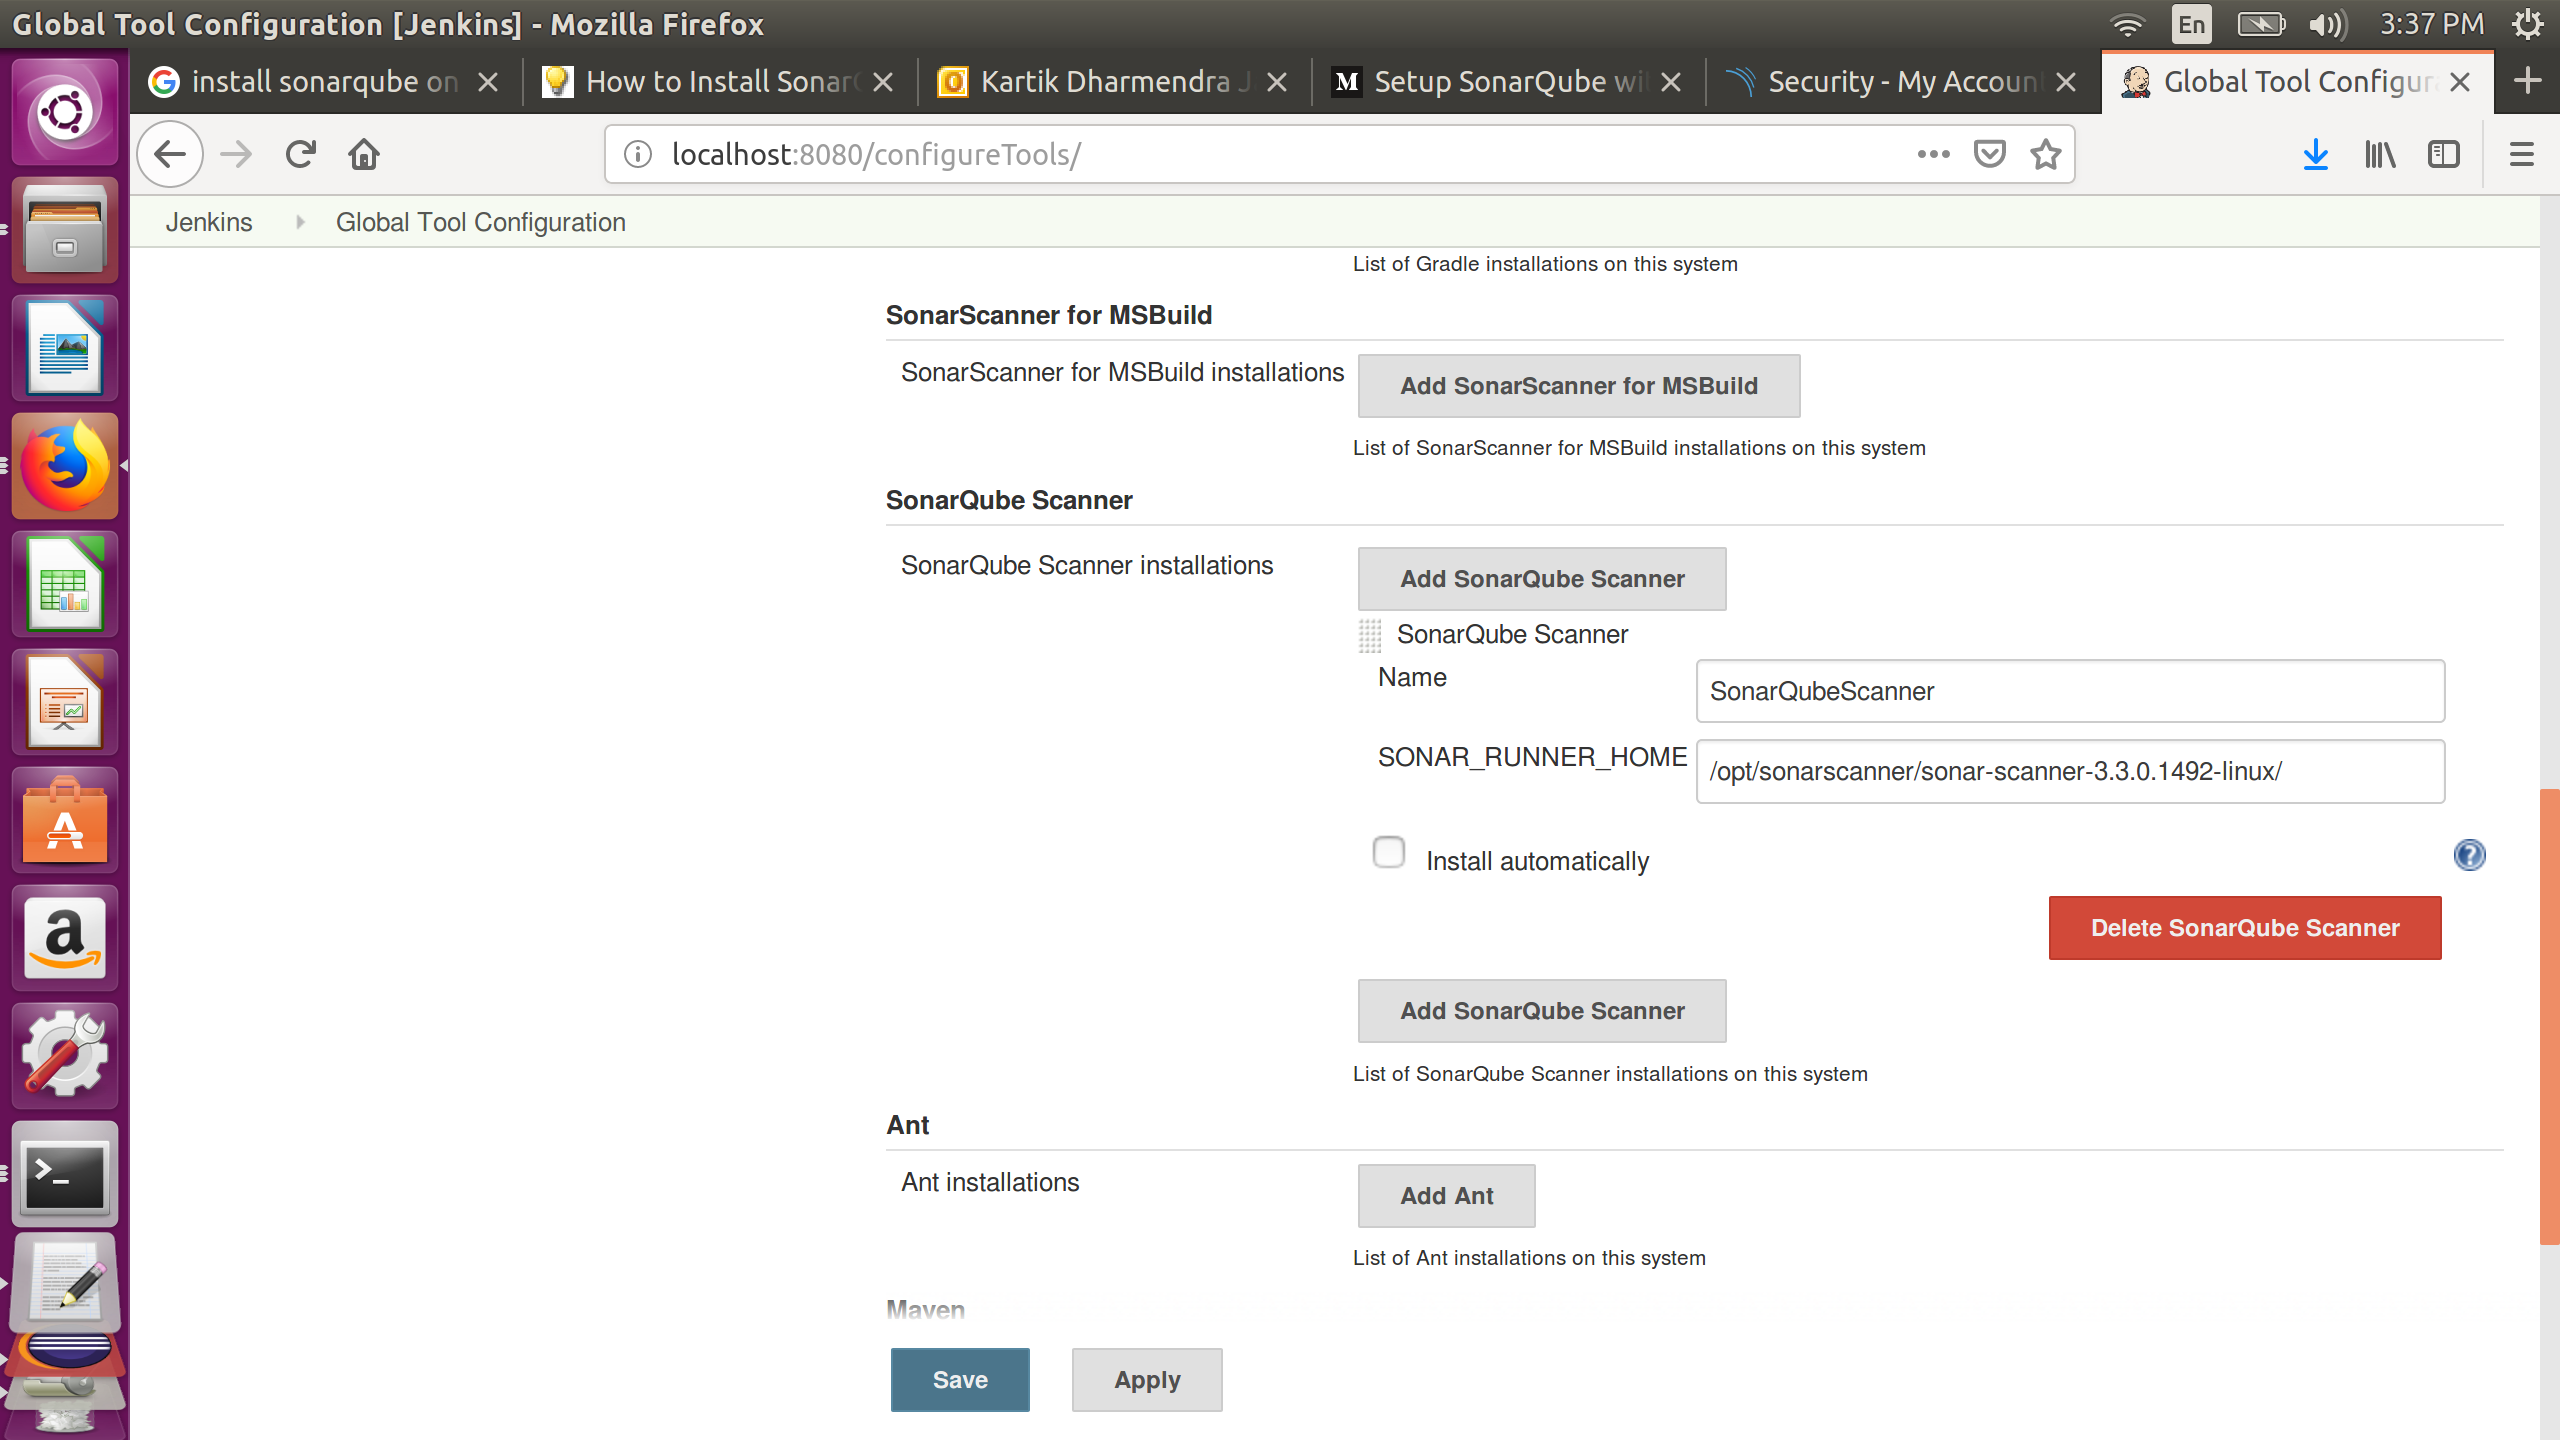 Global Tool Configuration [Jenkins] - Mozilla Firefox
En
3:37 PM
install sonarqube on
How to Install Sonar
Kartik Dharmendra J
M
Setup SonarQube wi
Security - My Accoun
Global Tool Configur
localhost:8080/configureTools/
Jenkins
Global Tool Configuration
List of Gradle installations on this system
SonarScanner for MSBuild
SonarScanner for MSBuild installations
Add SonarScanner for MSBuild
List of SonarScanner for MSBuild installations on this system
SonarQube Scanner
SonarQube Scanner installations
Add SonarQube Scanner
SonarQube Scanner
Name
SonarQubeScanner
SONAR_RUNNER_HOME
/opt/sonarscanner/sonar-scanner-3.3.0.1492-linux/
Install automatically
Delete SonarQube Scanner
Add SonarQube Scanner
List of SonarQube Scanner installations on this system
Ant
Ant installations
Add Ant
List of Ant installations on this system
Maven
Save
Apply